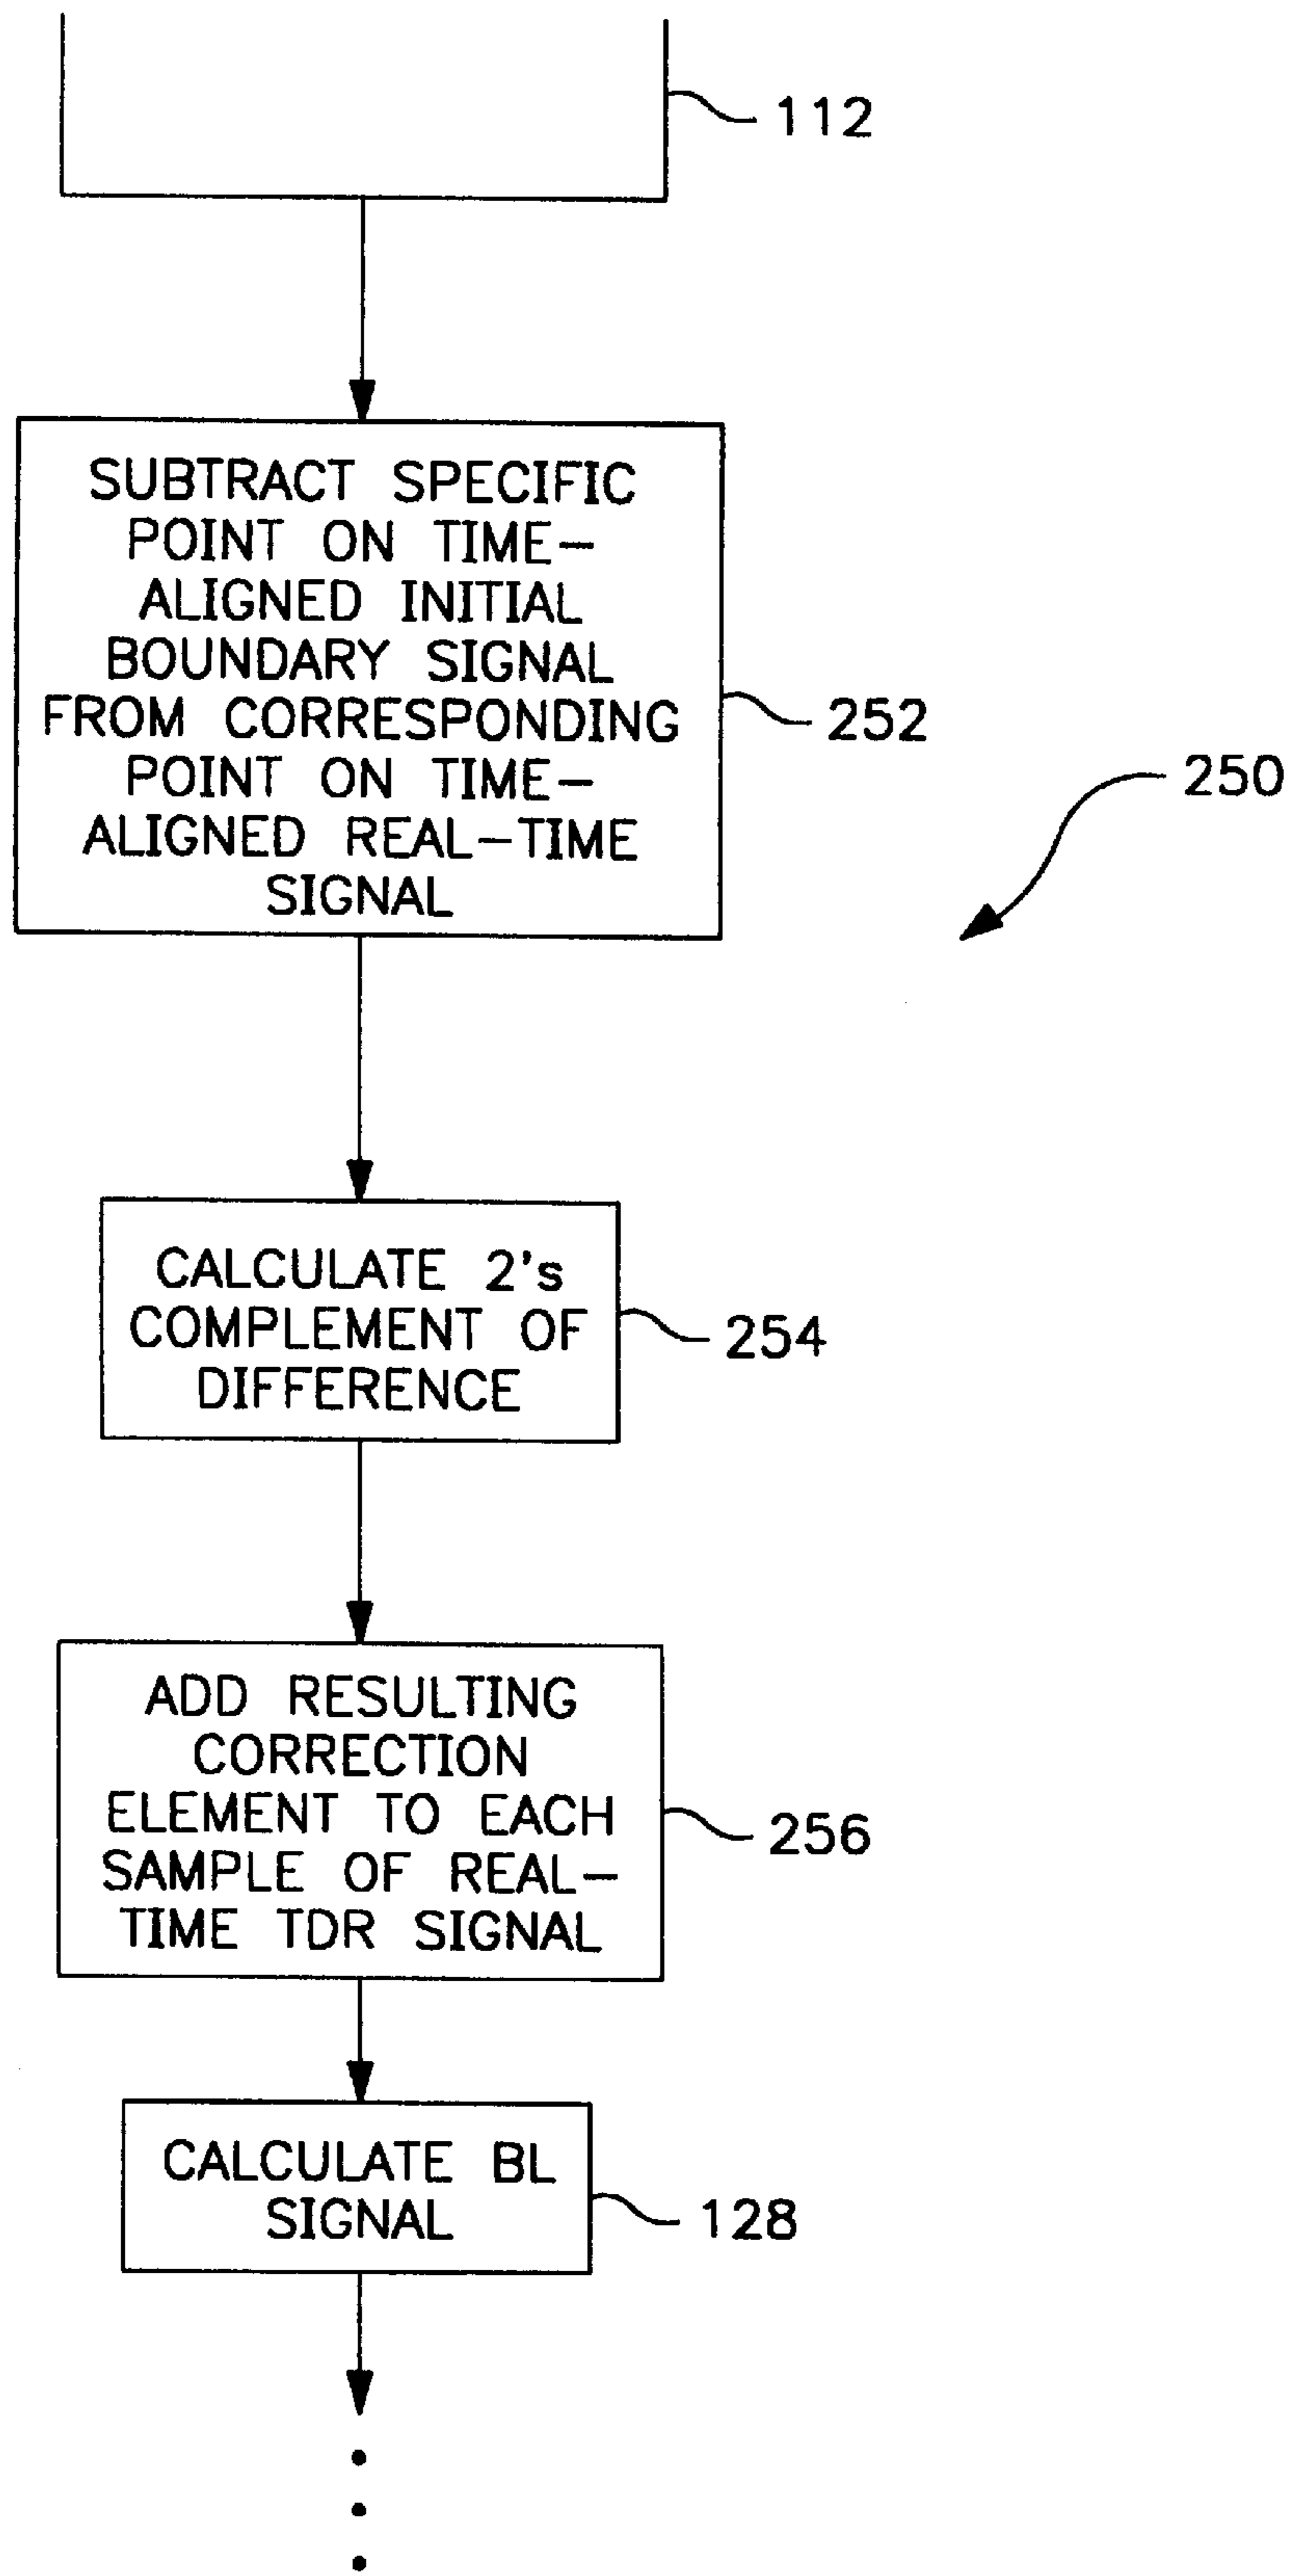 112
SUBTRACT SPECIFIC
POINT ON TIME-
ALIGNED INITIAL
BOUNDARY SIGNAL
FROM CORRESPONDING
POINT ON TIME-
ALIGNED REAL-TIME
SIGNAL
252
250
CALCULATE 2's
COMPLEMENT OF
DIFFERENCE
254
ADD RESULTING
CORRECTION
ELEMENT TO EACH
SAMPLE OF REAL-
TIME TDR SIGNAL
256
CALCULATE BL
SIGNAL
128